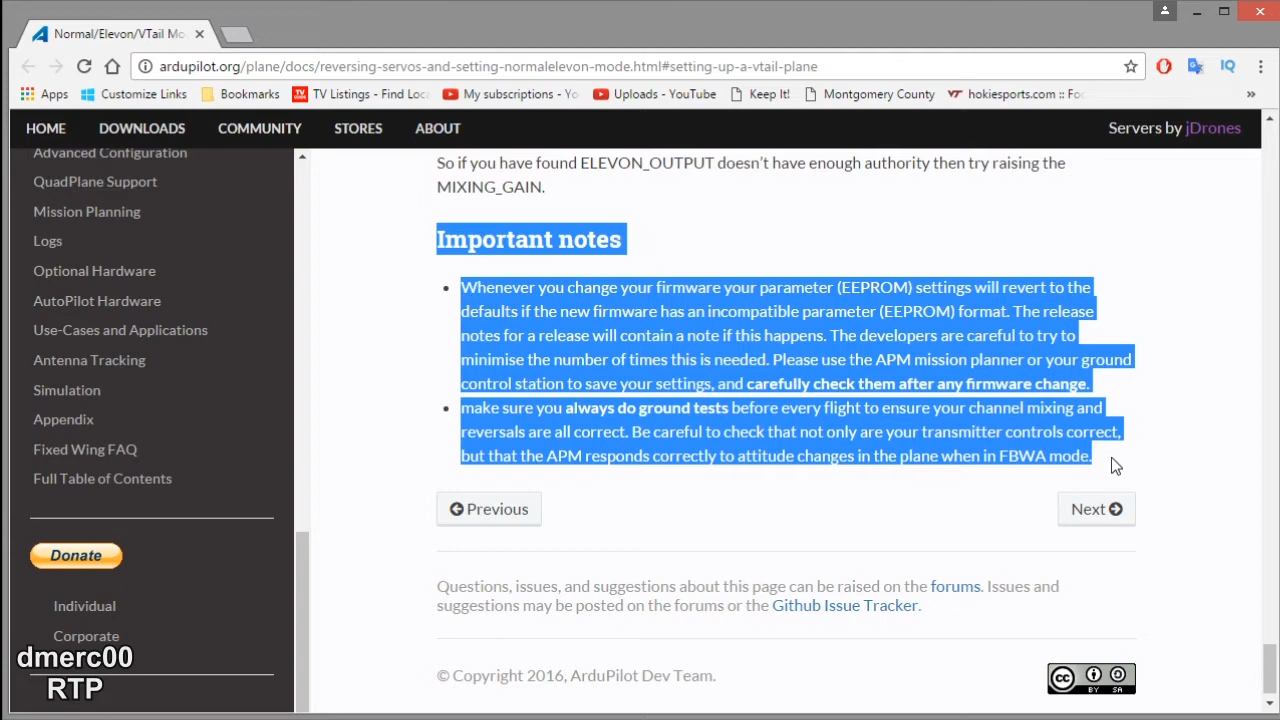 Normal/Elevon/VTail Mo
ardupilot.org/plane/docs/reversing-servos-and-setting-normalelevon-mode.html#setting-up-a-vtail-plane
Apps Customize Links Bookmarks TV Listings - Find Loc My subscriptions - Yo Uploads - YouTube Keep It! Montgomery County hokiesports.com :: Foo »
HOME DOWNLOADS COMMUNITY STORES ABOUT Servers by jDrones
Advanced Configuration
QuadPlane Support
Mission Planning
Logs
Optional Hardware
AutoPilot Hardware
Use-Cases and Applications
Antenna Tracking
Simulation
Appendix
Fixed Wing FAQ
Full Table of Contents
Donate
Individual
Corporate
So if you have found ELEVON_OUTPUT doesn't have enough authority then try raising the
MIXING_GAIN.
Important notes
Whenever you change your firmware your parameter (EEPROM) settings will revert to the
defaults if the new firmware has an incompatible parameter (EEPROM) format. The release
notes for a release will contain a note if this happens. The developers are careful to try to
minimise the number of times this is needed. Please use the APM mission planner or your ground
control station to save your settings, and carefully check them after any firmware change.
make sure you always do ground tests before every flight to ensure your channel mixing and
reversals are all correct. Be careful to check that not only are your transmitter controls correct,
but that the APM responds correctly to attitude changes in the plane when in FBWA mode.
Previous Next
Questions, issues, and suggestions about this page can be raised on the forums. Issues and
suggestions may be posted on the forums or the Github Issue Tracker.
© Copyright 2016, ArduPilot Dev Team.
cc BY SA
dmerc00
RTP